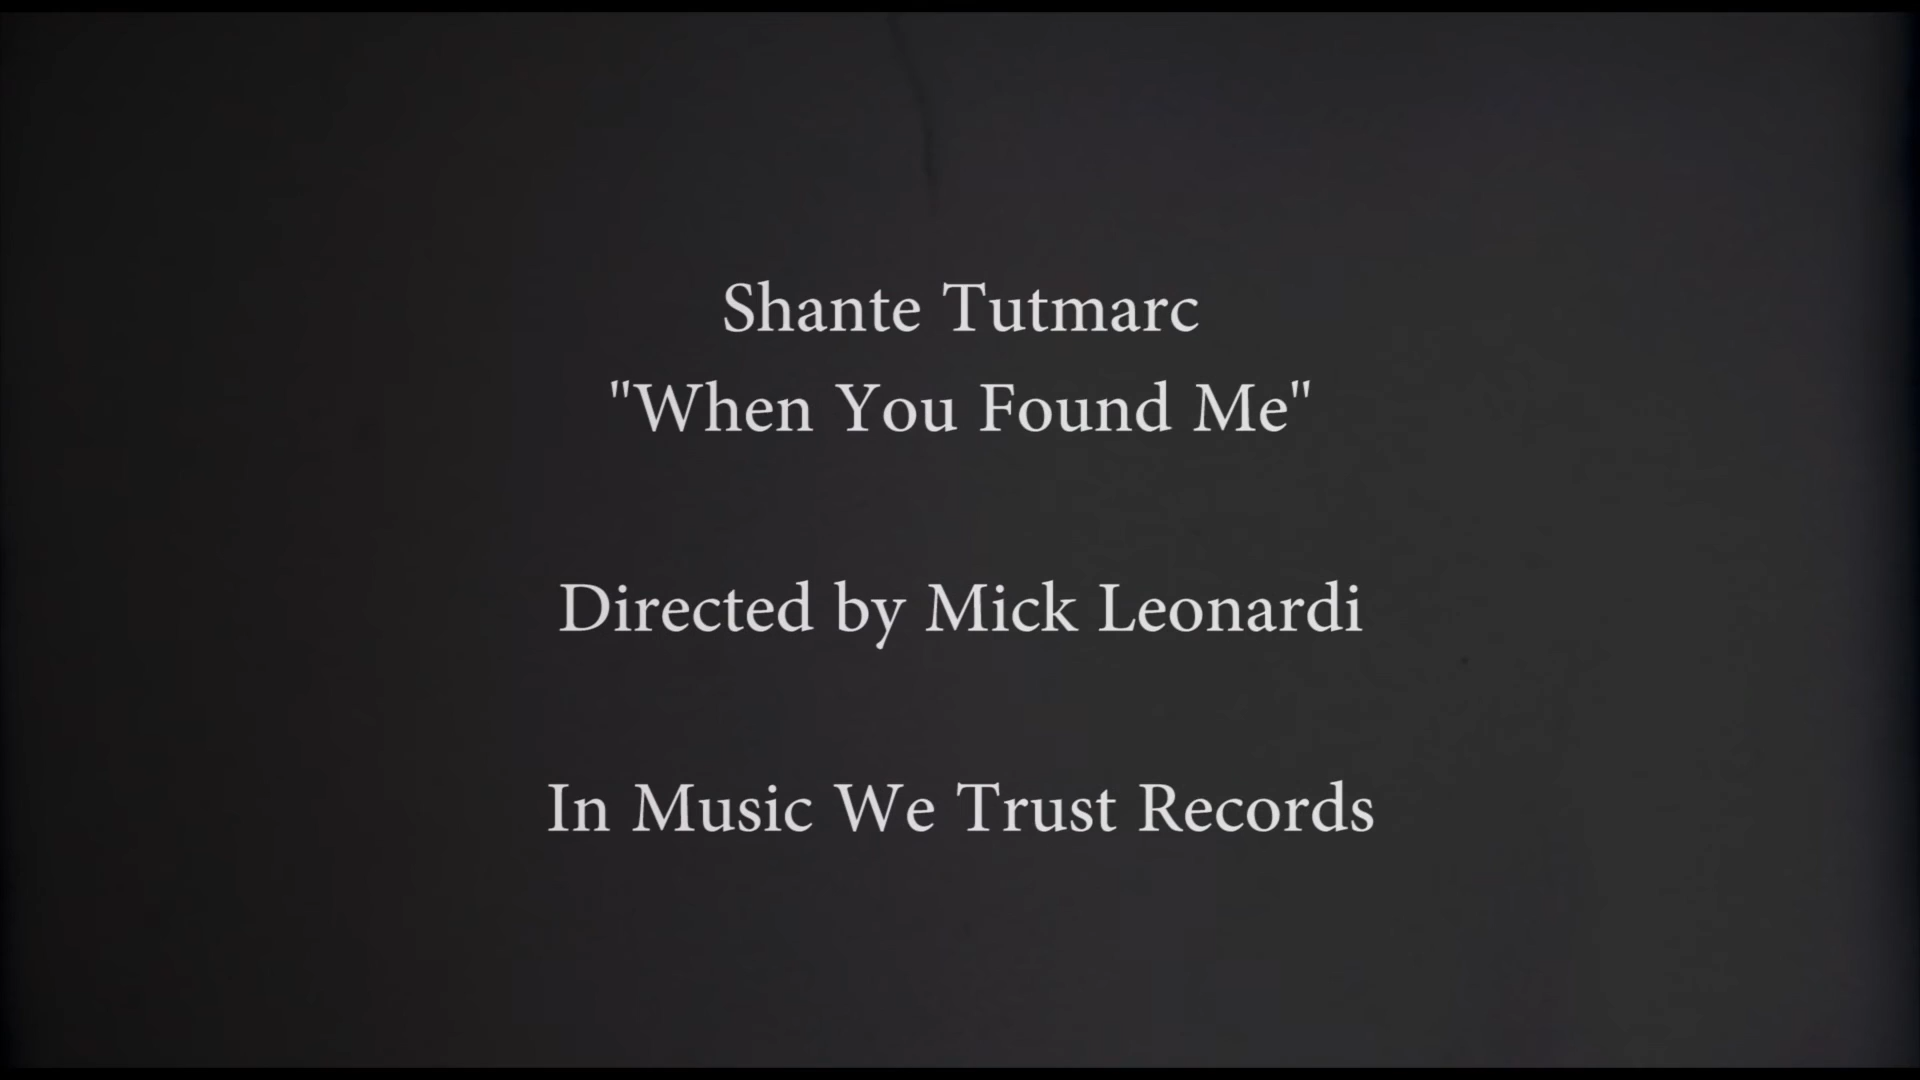 Shante Tutmarc
"When You Found Me"
Directed by Mick Leonardi
In Music We Trust Records